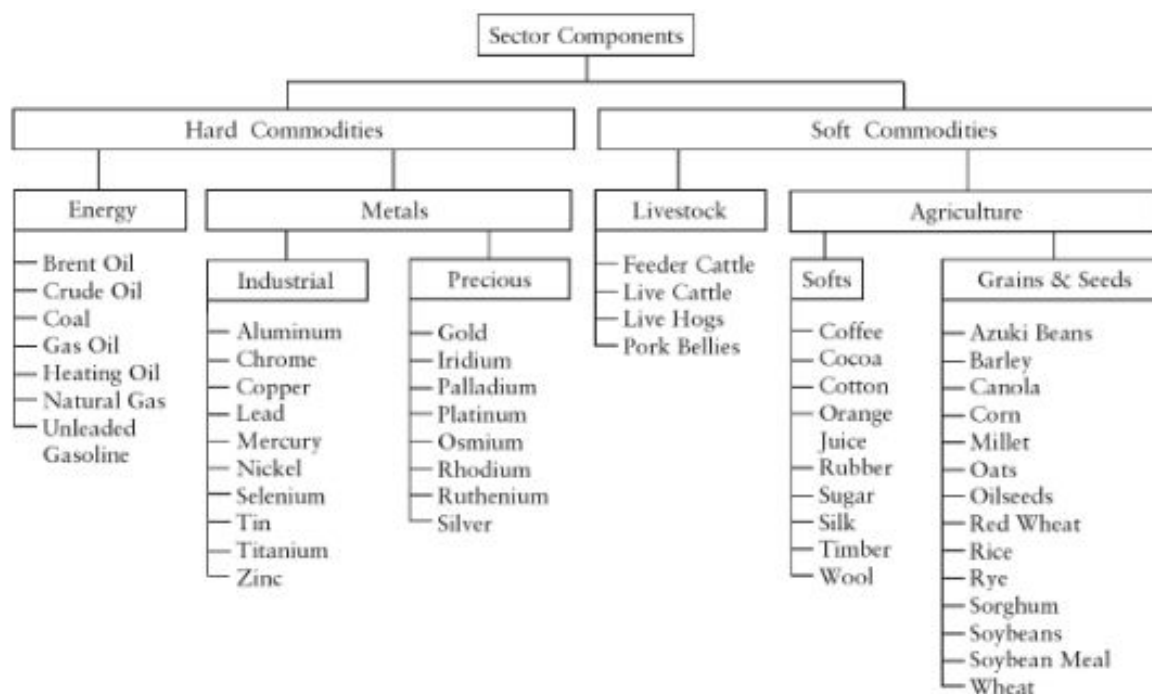 Sector Components
Hard Commodities
Soft Commodities
Energy
Metals
Livestock
Agriculture
Brent Oil
Crude Oil
Coal
Gas Oil
Heating Oil
Natural Gas
Unleaded
Gasoline
Industrial
Aluminum
Chrome
Copper
Lead
Mercury
Nickel
Selenium
Tin
Titanium
Zinc
Precious
Gold
Iridium
Palladium
Platinum
Osmium
Rhodium
Ruthenium
Silver
Feeder Cattle
Live Cattle
Live Hogs
Pork Bellies
Softs
Coffee
Cocoa
Cotton
Orange
Juice
Rubber
Sugar
Silk
Timber
Wool
Grains & Seeds
Azuki Beans
Barley
Canola
Corn
Millet
Oats
Oilseeds
Red Wheat
Rice
Rye
Sorghum
Soybeans
Soybean Meal
Wheat